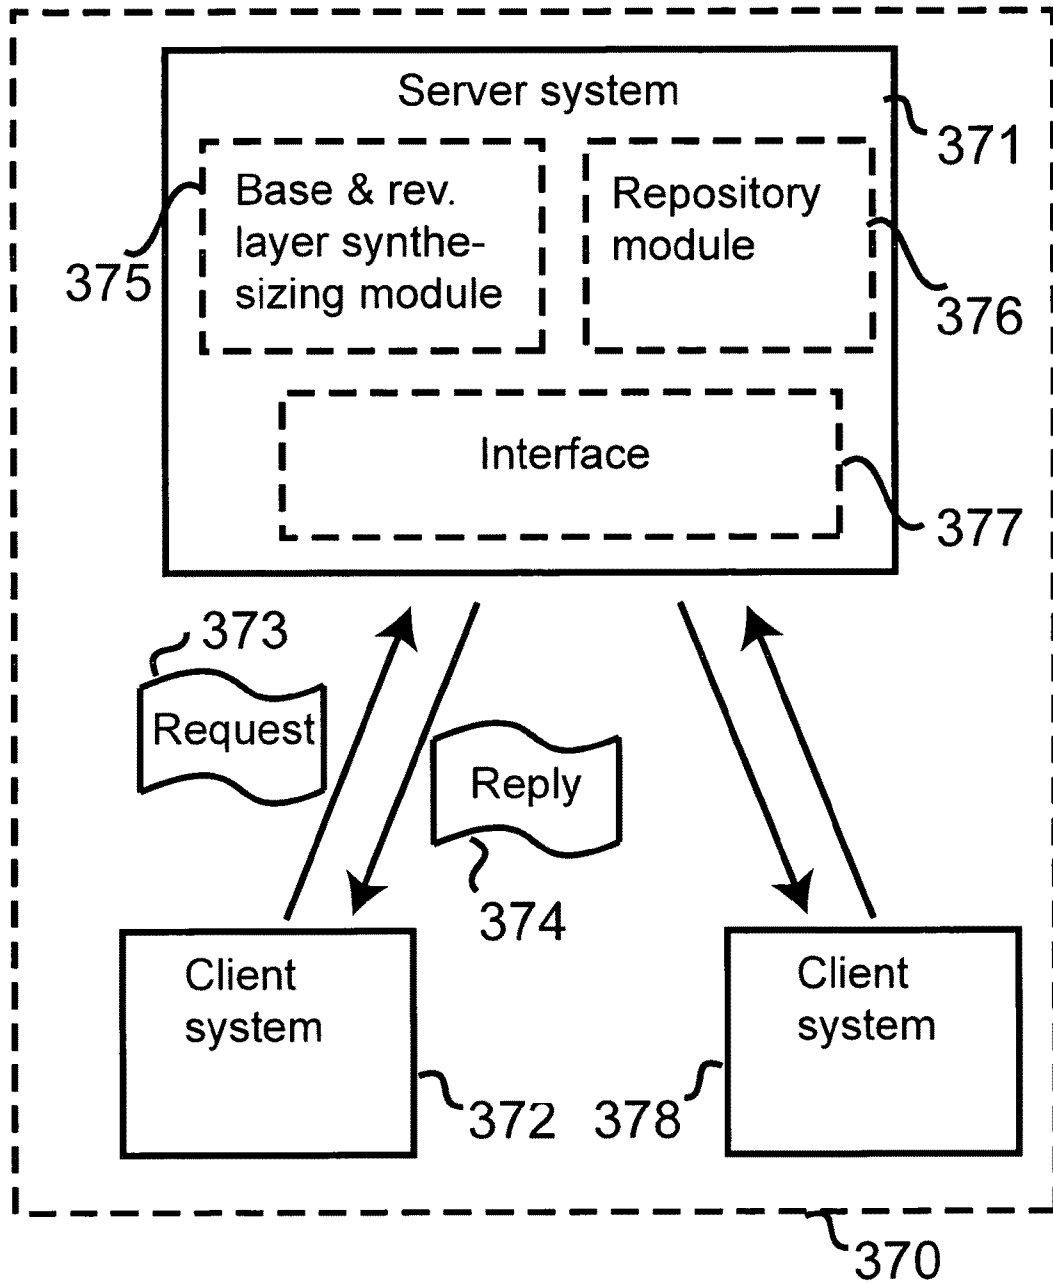 Server system
371
Base & rev.
layer synthe-
sizing module
375
Repository
module
376
Interface
377
373
Request
Reply
374
Client
system
372
Client
system
378
370